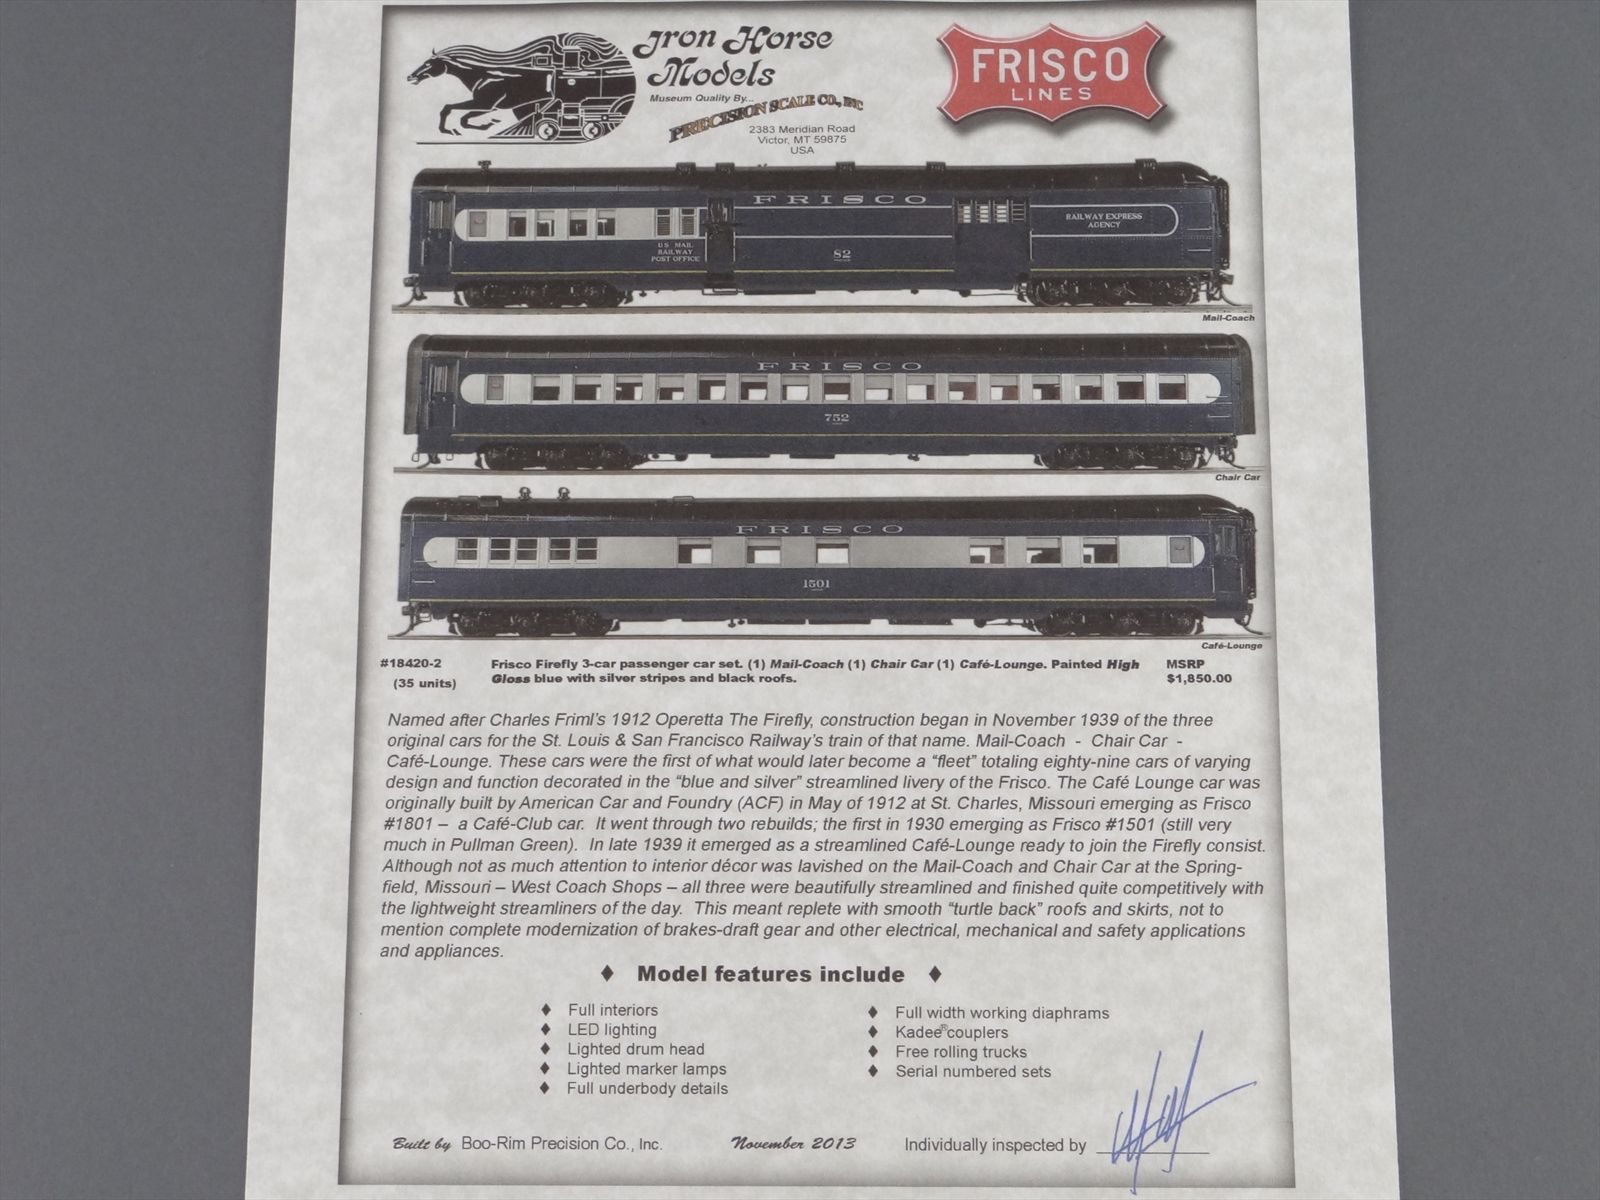 Iron Horse
Models
Museum Quality By...
PRECISION SCALE CO., INC
2383 Meridian Road
Victor, MT 59875
USA
FRISCO
LINES
FRISCO
RAILWAY EXPRESS
AGENCY
U S MAIL
RAILWAY
POST OFFICE
82
Mail-Coach
FRISCO
752
Chair Car
FRISCO
1501
Café-Lounge
#18420-2
(35 units)
Frisco Firefly 3-car passenger car set. (1) Mail-Coach (1) Chair Car (1) Café-Lounge. Painted High
Gloss blue with silver stripes and black roofs.
MSRP
$1,850.00
Named after Charles Friml's 1912 Operetta The Firefly, construction began in November 1939 of the three
original cars for the St. Louis & San Francisco Railway's train of that name. Mail-Coach - Chair Car -
Café-Lounge. These cars were the first of what would later become a "fleet" totaling eighty-nine cars of varying
design and function decorated in the "blue and silver" streamlined livery of the Frisco. The Café Lounge car was
originally built by American Car and Foundry (ACF) in May of 1912 at St. Charles, Missouri emerging as Frisco
#1801 – a Café-Club car. It went through two rebuilds; the first in 1930 emerging as Frisco #1501 (still very
much in Pullman Green). In late 1939 it emerged as a streamlined Café-Lounge ready to join the Firefly consist.
Although not as much attention to interior décor was lavished on the Mail-Coach and Chair Car at the Spring-
field, Missouri – West Coach Shops – all three were beautifully streamlined and finished quite competitively with
the lightweight streamliners of the day. This meant replete with smooth "turtle back" roofs and skirts, not to
mention complete modernization of brakes-draft gear and other electrical, mechanical and safety applications
and appliances.
♦ Model features include ♦
♦ Full interiors
♦ LED lighting
♦ Lighted drum head
♦ Lighted marker lamps
♦ Full underbody details
♦ Full width working diaphrams
♦ Kadee® couplers
♦ Free rolling trucks
♦ Serial numbered sets
Built by Boo-Rim Precision Co., Inc.
November 2013
Individually inspected by